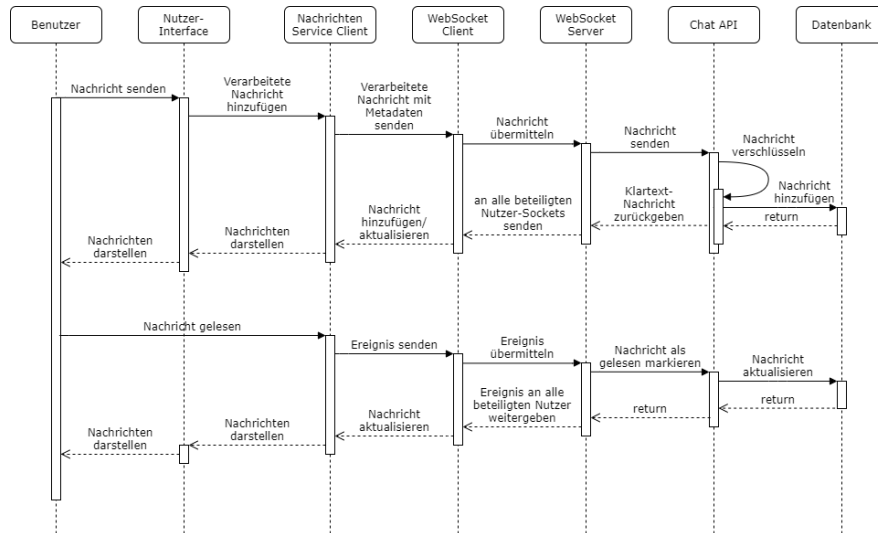 Benutzer
Nutzer-
Interface
Nachrichten
Service Client
WebSocket
Client
WebSocket
Server
Chat API
Datenbank
Nachricht senden
Verarbeitete
Nachricht
hinzufügen
Verarbeitete
Nachricht mit
Metadaten
senden
Nachricht
übermitteln
Nachricht
senden
Nachricht
verschlüsseln
Nachricht
hinzufügen
return
Klartext-
Nachricht
zurückgeben
an alle beteiligten
Nutzer-Sockets
senden
Nachricht
hinzufügen/
aktualisieren
Nachrichten
darstellen
Nachrichten
darstellen
Nachricht gelesen
Ereignis senden
Ereignis
übermitteln
Nachricht als
gelesen markieren
Nachricht
aktualisieren
return
return
Ereignis an alle
beteiligten Nutzer
weitergeben
Nachricht
aktualisieren
Nachrichten
darstellen
Nachrichten
darstellen